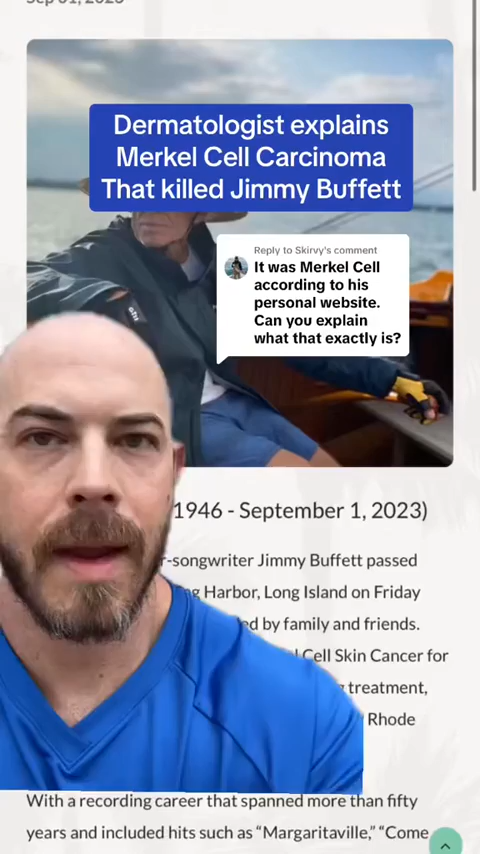 Sep 01, 2023
Dermatologist explains
Merkel Cell Carcinoma
That killed Jimmy Buffett
Reply to Skirvy's comment
It was Merkel Cell
according to his
personal website.
Can you explain
what that exactly is?
1946 - September 1, 2023)
r-songwriter Jimmy Buffett passed
Harbor, Long Island on Friday
by family and friends.
Cell Skin Cancer for
treatment,
Rhode
With a recording career that spanned more than fifty
years and included hits such as “Margaritaville,” “Come